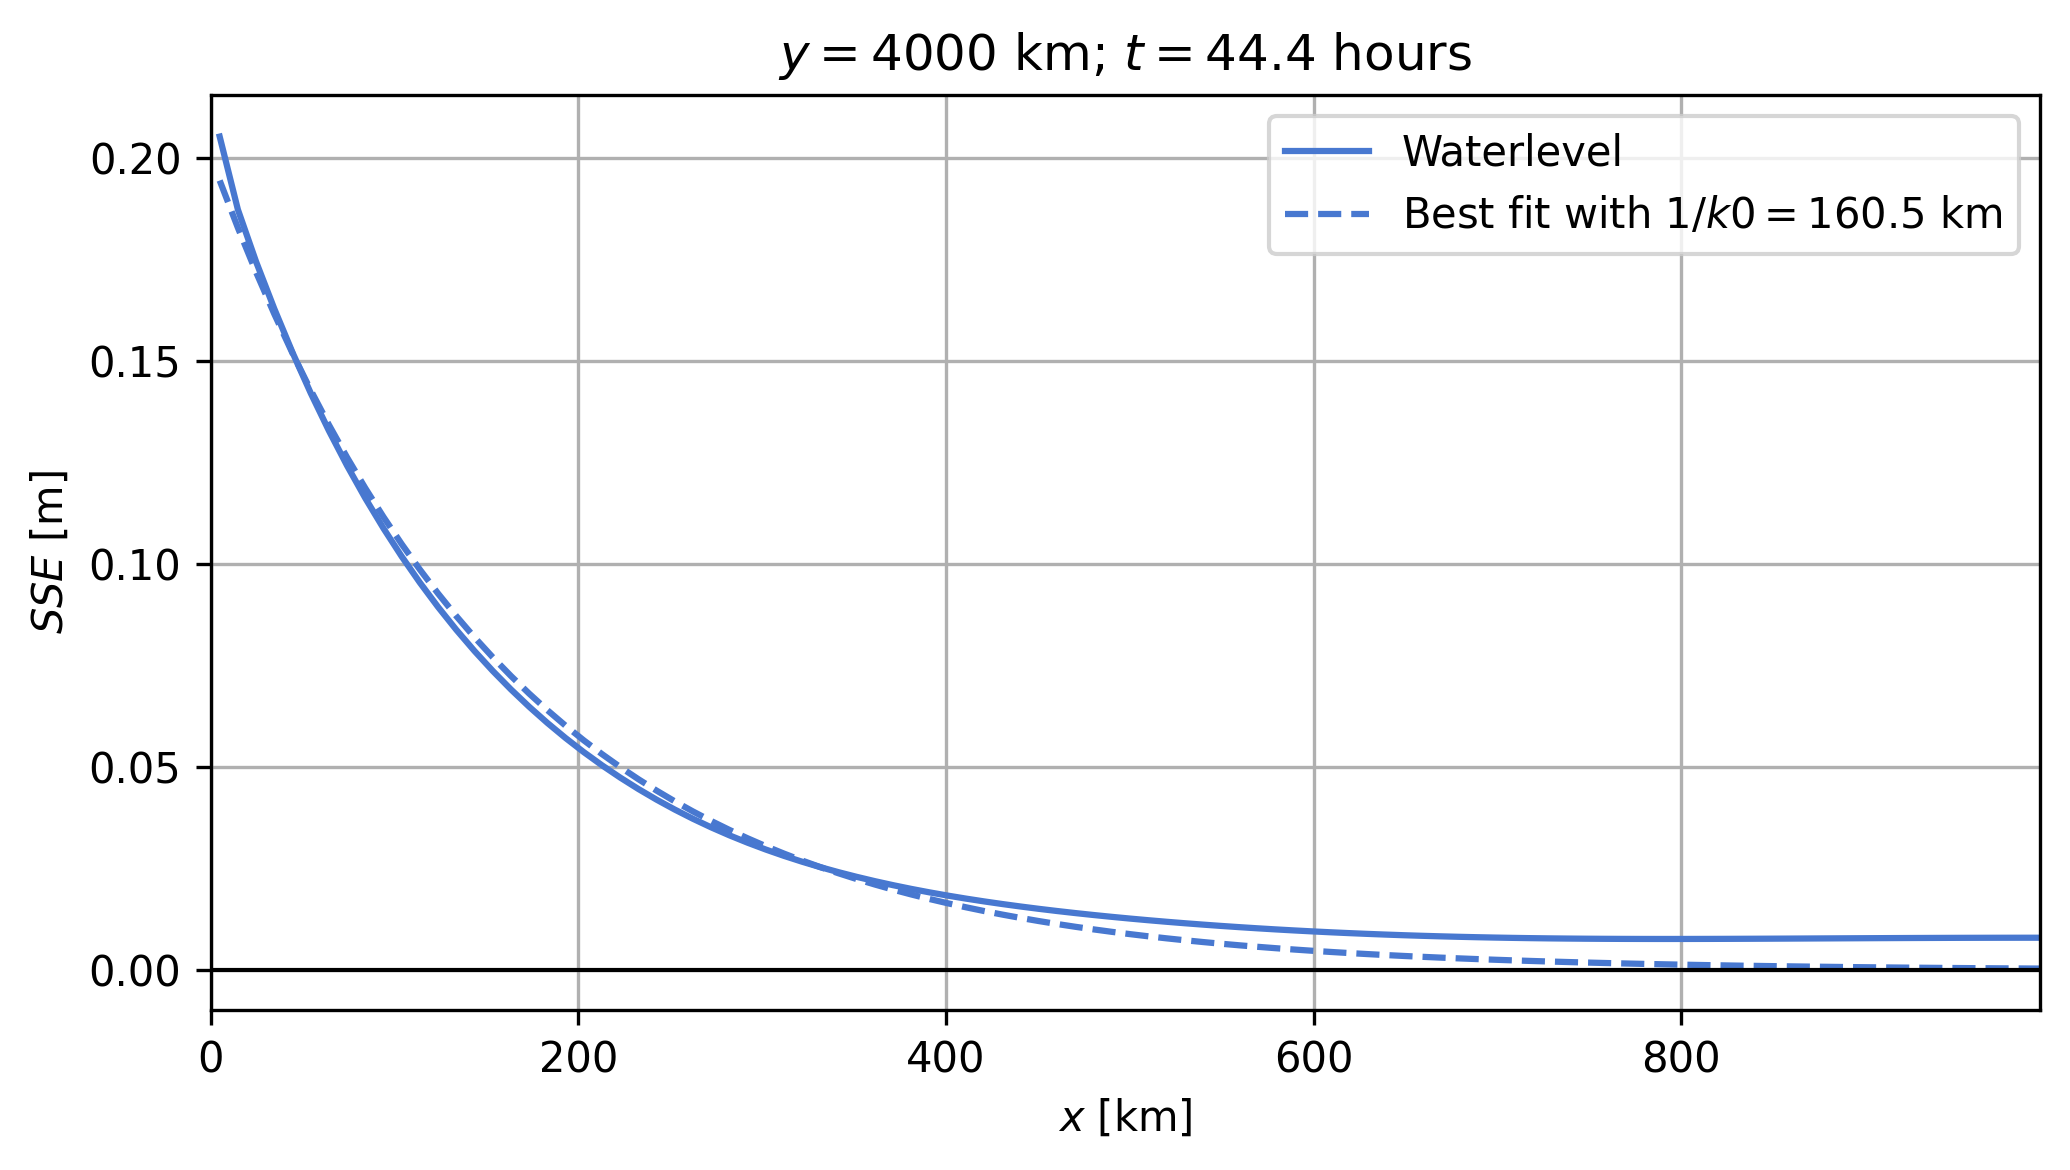 y = 4000 km; t = 44.4 hours
Waterlevel
Best fit with 1/k0 = 160.5 km
SSE [m]
0.20
0.15
0.10
0.05
0.00
0 200 400 600 800
x [km]